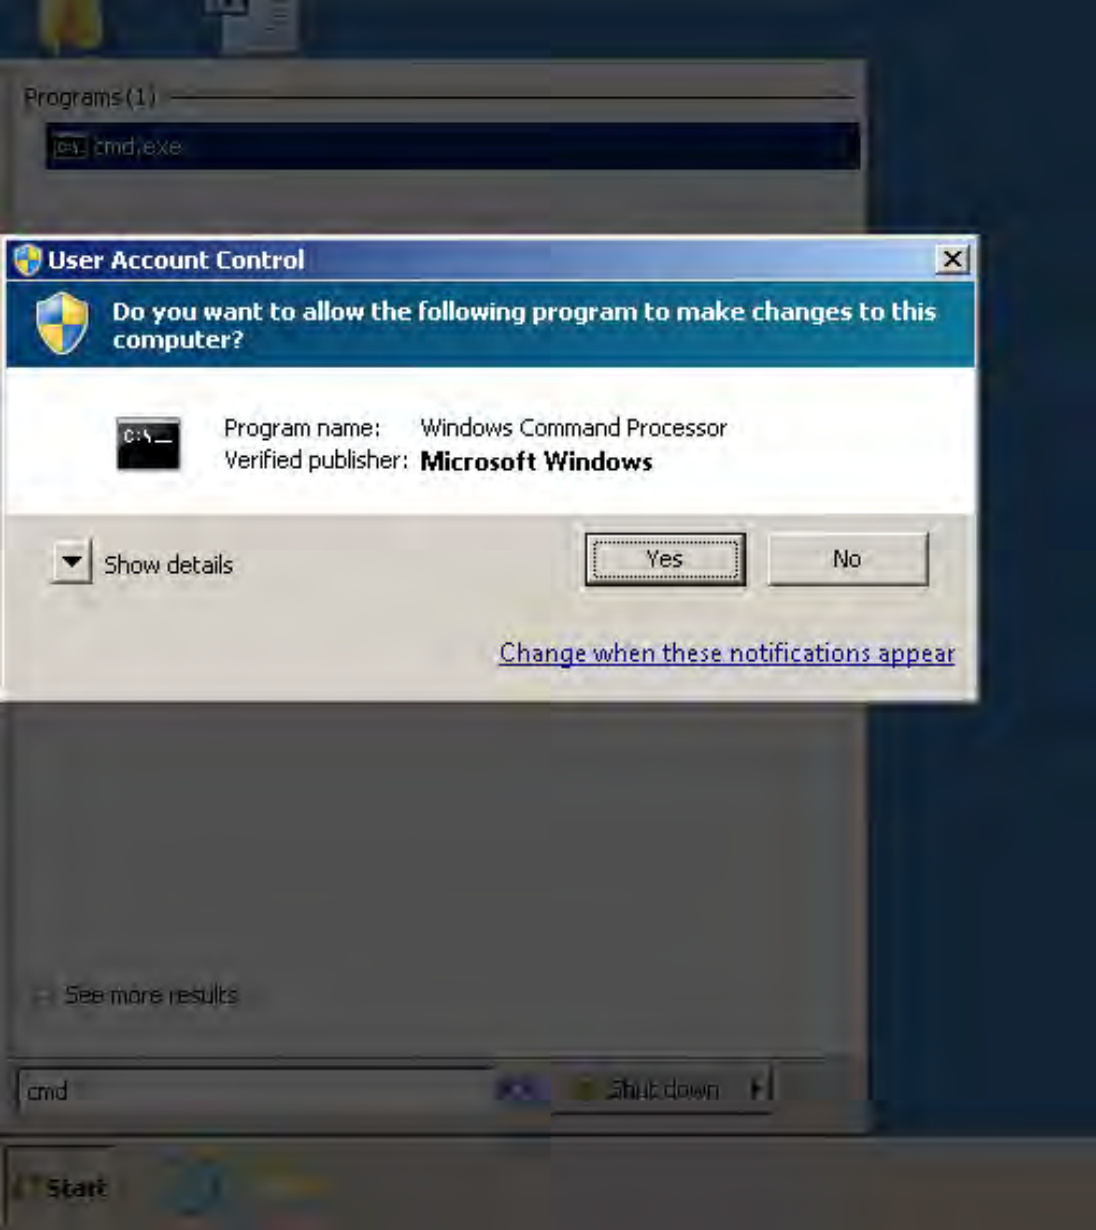 Programs (1)
cmd.exe
User Account Control
Do you want to allow the following program to make changes to this
computer?
C:\
Program name: Windows Command Processor
Verified publisher: Microsoft Windows
Show details
Yes
No
Change when these notifications appear
See more results
cmd
Shut down
Start